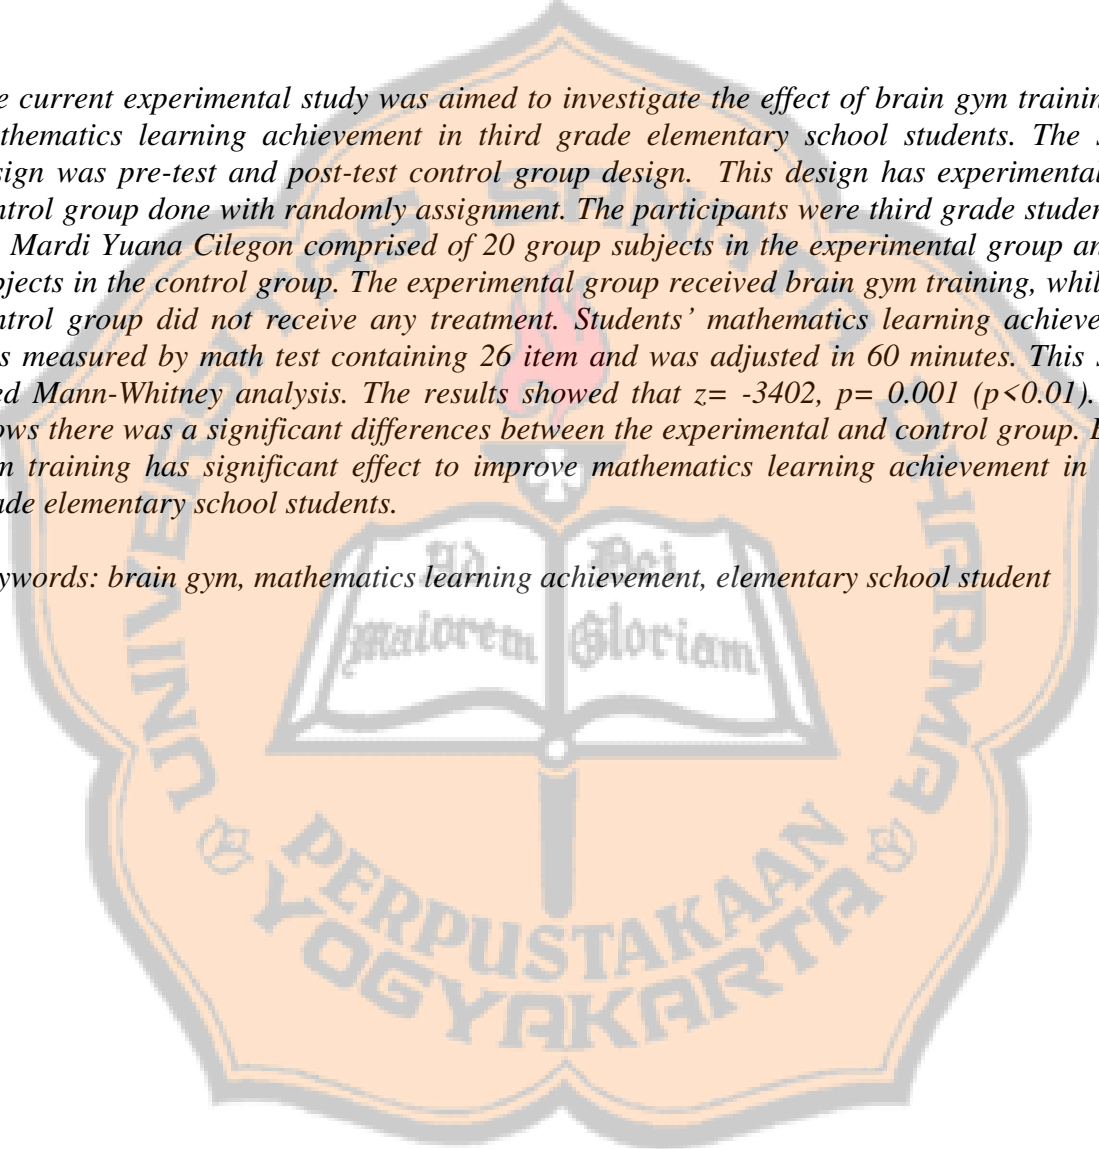 e current experimental study was aimed to investigate the effect of brain gym trainin
thematics learning achievement in third grade elementary school students. The s
sign was pre-test and post-test control group design. This design has experimental
ntrol group done with randomly assignment. The participants were third grade studen
Mardi Yuana Cilegon comprised of 20 group subjects in the experimental group an
bjects in the control group. The experimental group received brain gym training, whil
ntrol group did not receive any treatment. Students’ mathematics learning achieve
s measured by math test containing 26 item and was adjusted in 60 minutes. This s
ed Mann-Whitney analysis. The results showed that z= -3402, p= 0.001 (p<0.01).
ows there was a significant differences between the experimental and control group. B
m training has significant effect to improve mathematics learning achievement in
ade elementary school students.
ywords: brain gym, mathematics learning achievement, elementary school student
UNIVERSITAS SANATA DHARMA
Ad Dei
Maiorem Gloriam
PERPUSTAKAAN
YOGYAKARTA